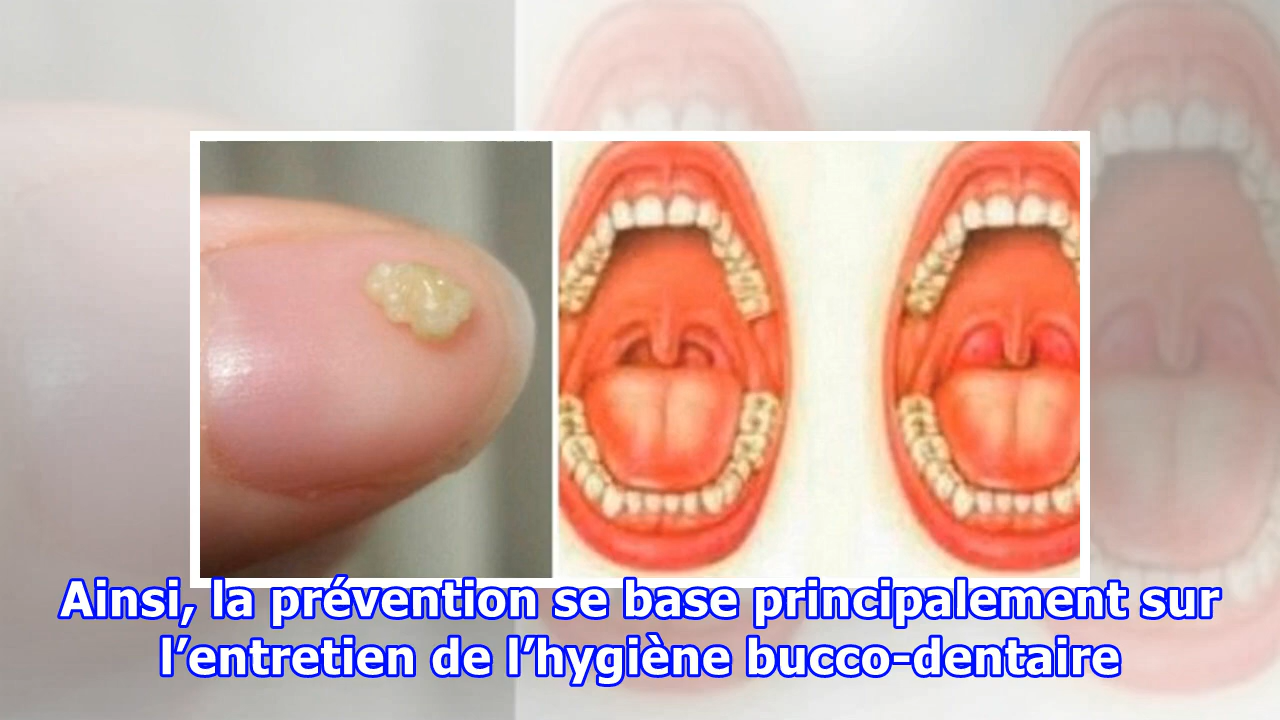 Ainsi, la prévention se base principalement sur
l’entretien de l’hygiène bucco-dentaire